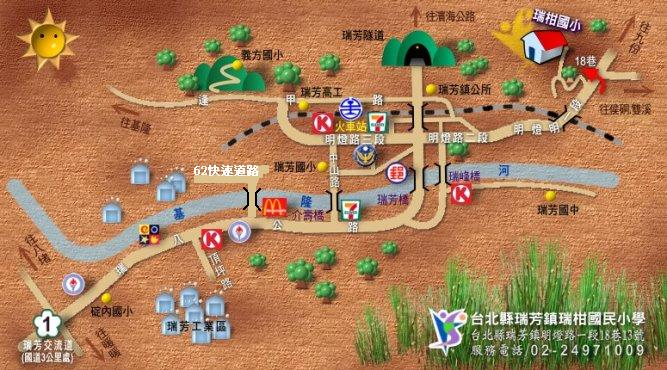 往濱海公路
瑞柑國小
往九份
瑞芳隧道
義方國小
18巷
瑞芳高工
瑞芳鎮公所
逢甲路
往侯硐,雙溪
往基隆
K
火車站
7-ELEVEN
明燈路三段
明燈路二段
明燈路
62快速道路
瑞芳國小
中山路
郵
瑞峰橋
河
基隆
介壽橋
7-ELEVEN
瑞芳橋
K
瑞芳國中
瑞八公路
K
頂坪路
往八堵
碇內國小
瑞芳工業區
1
瑞芳交流道
(國道3公里處)
往暖暖
台北縣瑞芳鎮瑞柑國民小學
台北縣瑞芳鎮明燈路一段18巷13號
服務電話/02-24971009